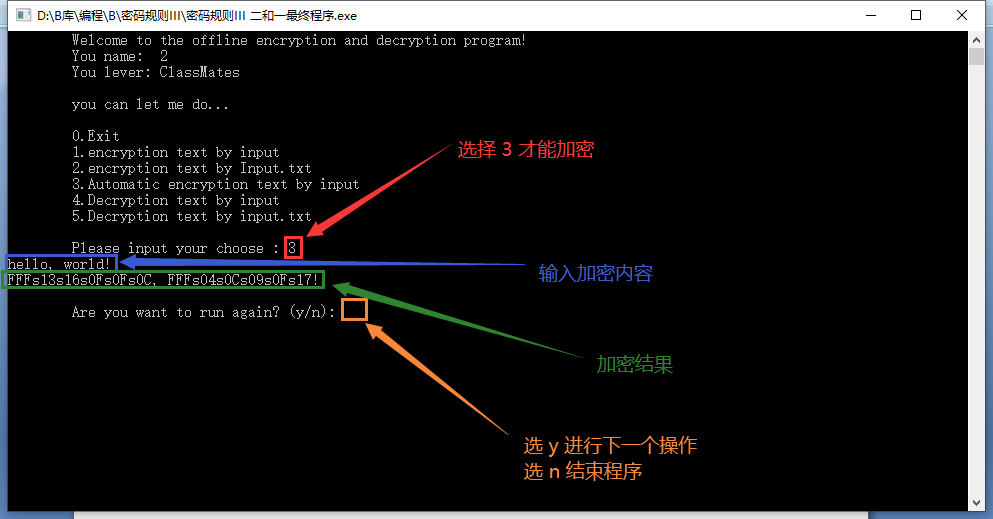 D:\B库\编程\B\密码规则III\密码规则III 二和一最终程序.exe
Welcome to the offline encryption and decryption program!
You name:  2
You lever: ClassMates
you can let me do...
0.Exit
1.encryption text by input
2.encryption text by Input.txt
3.Automatic encryption text by input
4.Decryption text by input
5.Decryption text by input.txt
选择 3 才能加密
Please input your choose : 3
hello, world!
输入加密内容
FFFs13s16s0Fs0Fs0C, FFFs04s0Cs09s0Fs17!
Are you want to run again? (y/n):
加密结果
选 y 进行下一个操作
选 n 结束程序